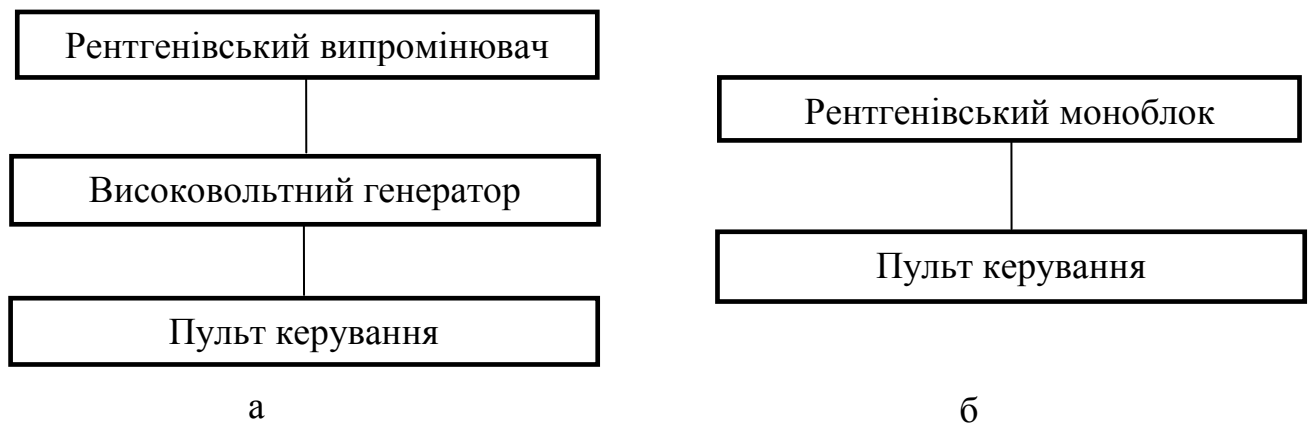 Рентгенівський випромінювач
Високовольтний генератор
Пульт керування
а
Рентгенівський моноблок
Пульт керування
б